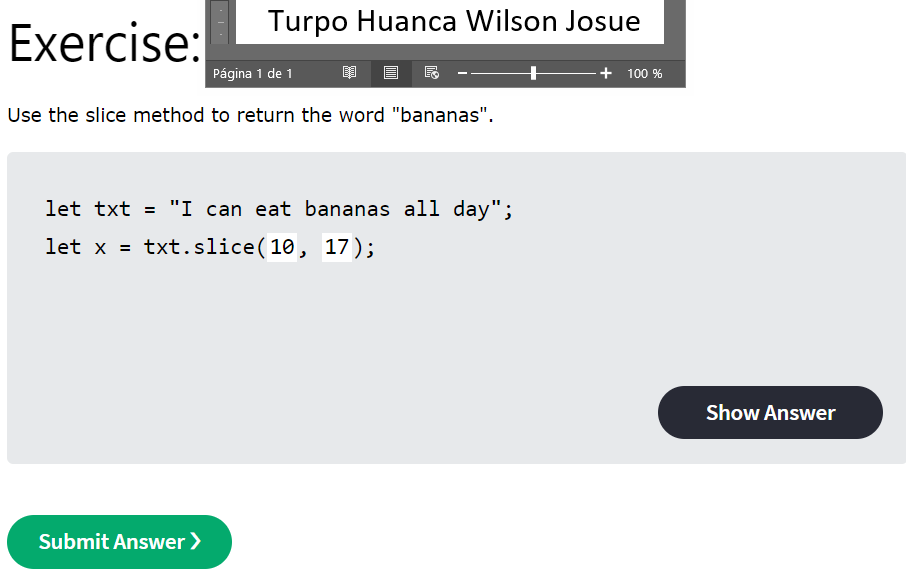 Turpo Huanca Wilson Josue
Exercise:
Página 1 de 1
100 %
Use the slice method to return the word "bananas".
let txt = "I can eat bananas all day";
let x = txt.slice(10, 17);
Show Answer
Submit Answer ❯